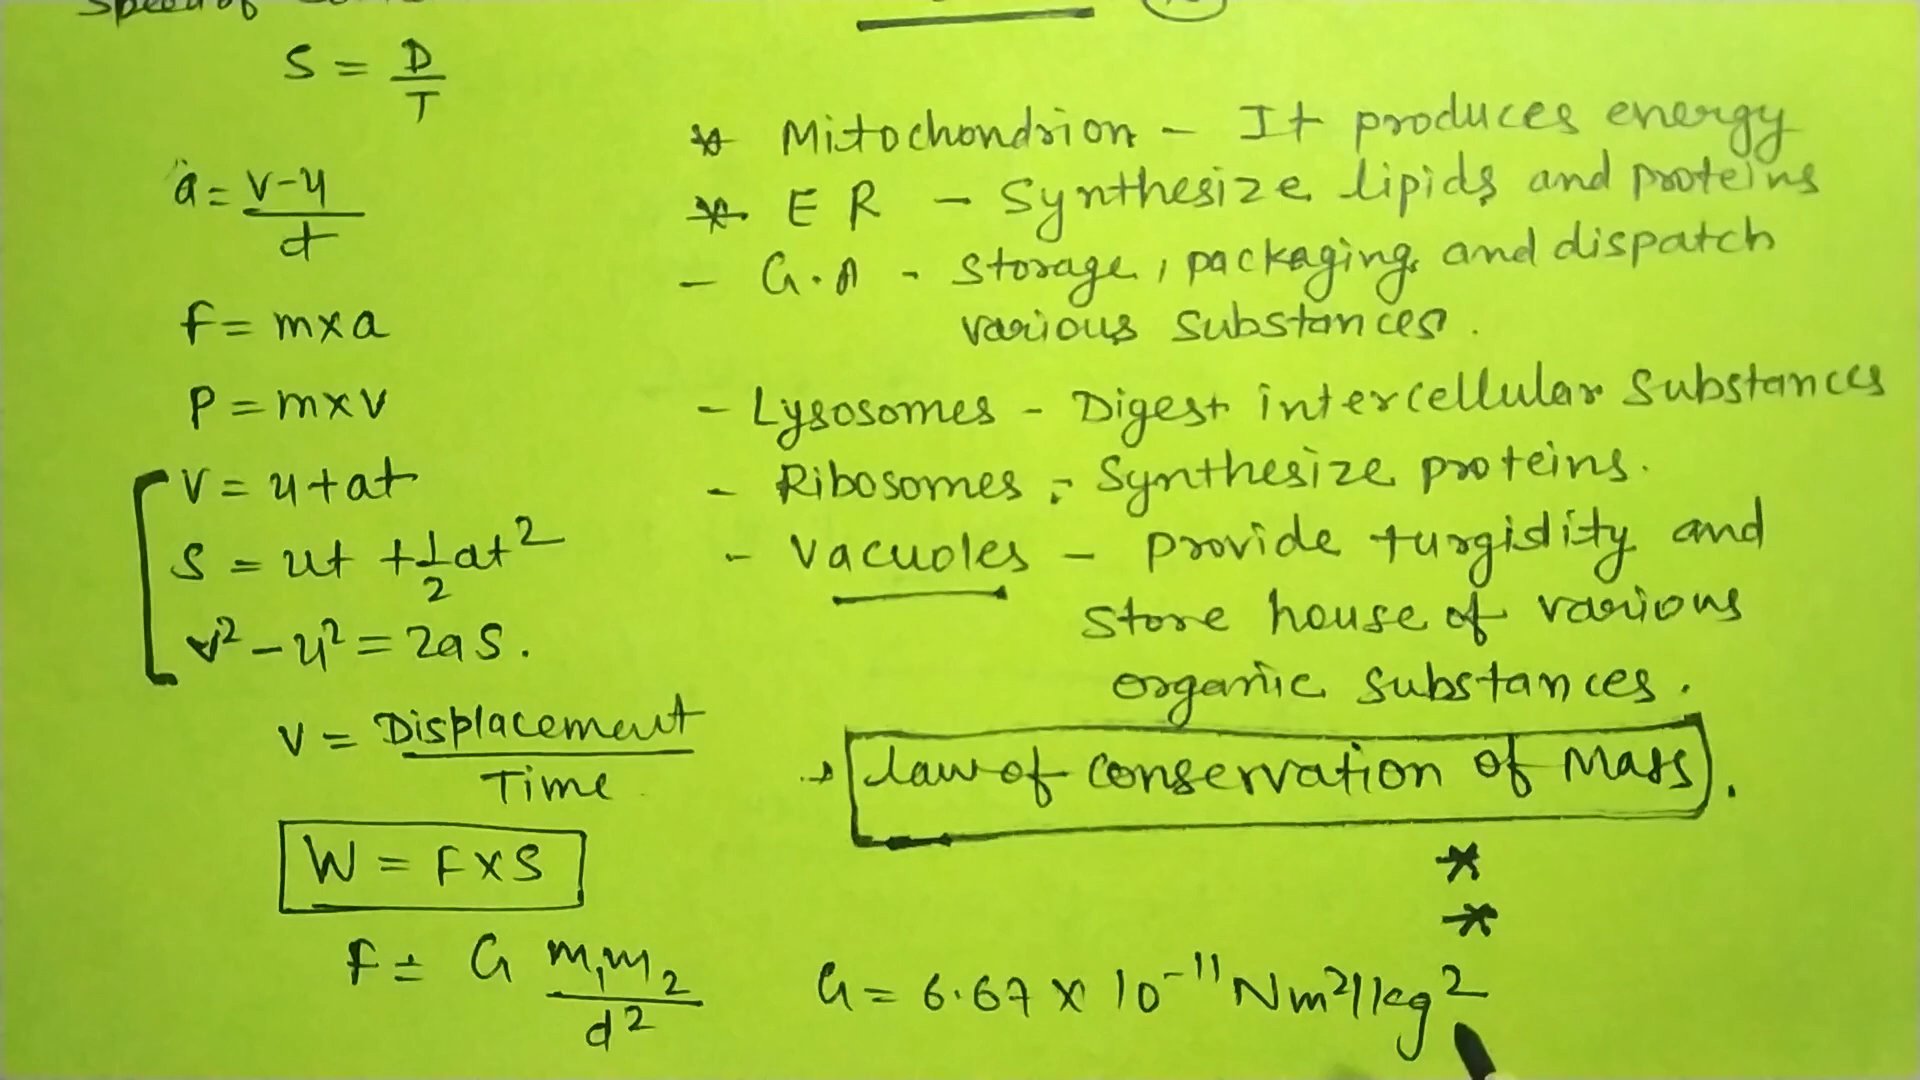 Speed of
S = D/T
a = v-u/t
f = m x a
P = m x v
V = u + at
S = ut + 1/2 at²
v² - u² = 2as.
V = Displacement/Time
W = F x S
F = G m₁m₂/d²
* Mitochondrion - It produces energy
* ER - Synthesize lipids and proteins
- G.A - Storage, packaging, and dispatch
various substances.
- Lysosomes - Digest intercellular Substances
- Ribosomes - Synthesize proteins.
- Vacuoles - provide turgidity and
store house of various
organic substances.
→ law of conservation of Mass.
*
*
G = 6.67 x 10⁻¹¹ Nm²/kg²